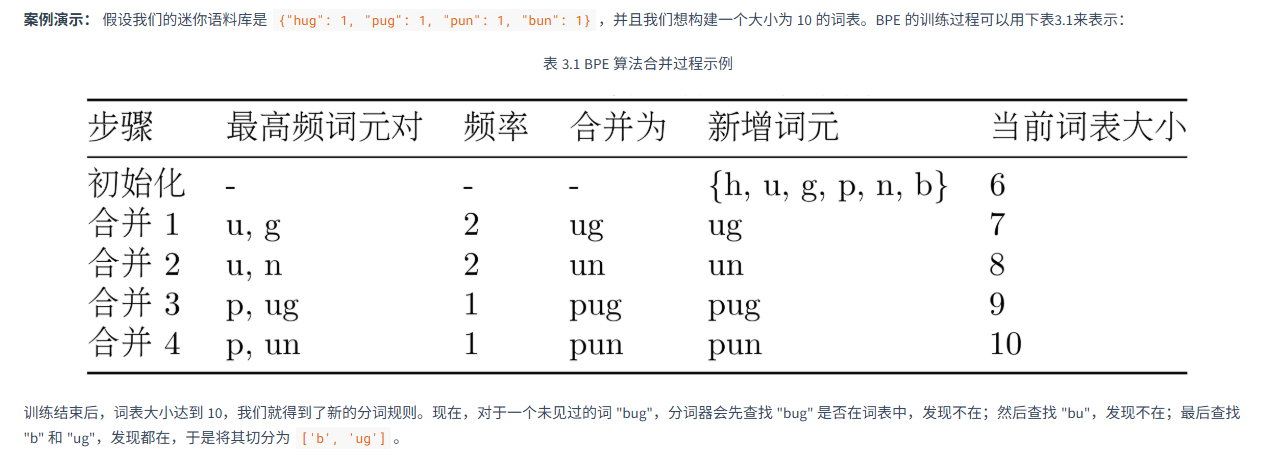 案例演示： 假设我们的迷你语料库是 {"hug": 1, "pug": 1, "pun": 1, "bun": 1} ，并且我们想构建一个大小为 10 的词表。BPE 的训练过程可以用下表3.1来表示：
表 3.1 BPE 算法合并过程示例
步骤 最高频词元对 频率 合并为 新增词元 当前词表大小
初始化 - - - {h, u, g, p, n, b} 6
合并 1 u, g 2 ug ug 7
合并 2 u, n 2 un un 8
合并 3 p, ug 1 pug pug 9
合并 4 p, un 1 pun pun 10
训练结束后，词表大小达到 10，我们就得到了新的分词规则。现在，对于一个未见过的词 "bug"，分词器会先查找 "bug" 是否在词表中，发现不在；然后查找 "bu"，发现不在；最后查找
"b" 和 "ug"，发现都在，于是将其切分为 ['b', 'ug'] 。